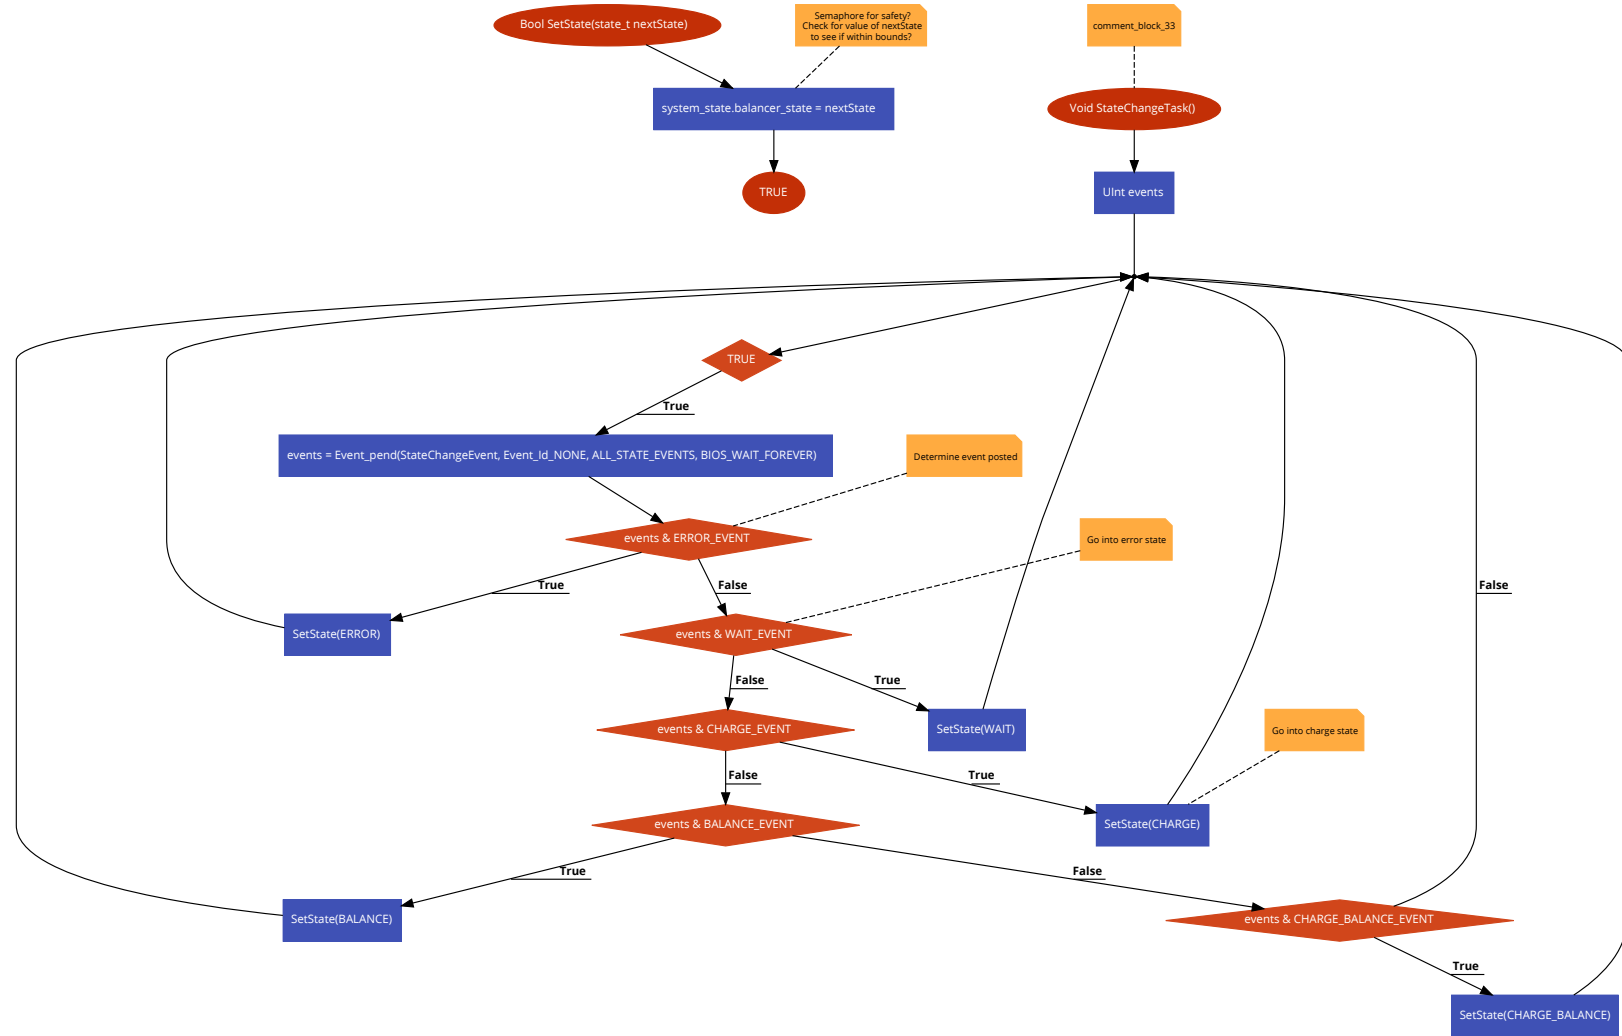 Bool SetState(state_t nextState)
Semaphore for safety?
Check for value of nextState
to see if within bounds?
comment_block_33
system_state.balancer_state = nextState
Void StateChangeTask()
TRUE
UInt events
TRUE
True
events = Event_pend(StateChangeEvent, Event_Id_NONE, ALL_STATE_EVENTS, BIOS_WAIT_FOREVER)
Determine event posted
events & ERROR_EVENT
Go into error state
True
False
False
SetState(ERROR)
events & WAIT_EVENT
False
True
events & CHARGE_EVENT
SetState(WAIT)
Go into charge state
False
True
events & BALANCE_EVENT
SetState(CHARGE)
True
False
SetState(BALANCE)
events & CHARGE_BALANCE_EVENT
True
SetState(CHARGE_BALANCE)